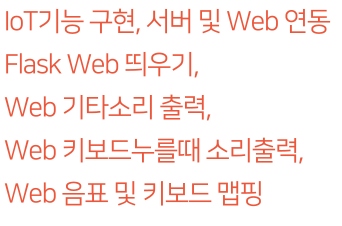 IoT기능 구현, 서버 및 Web 연동
Flask Web 띄우기,
Web 기타소리 출력,
Web 키보드누를때 소리출력,
Web 음표 및 키보드 맵핑